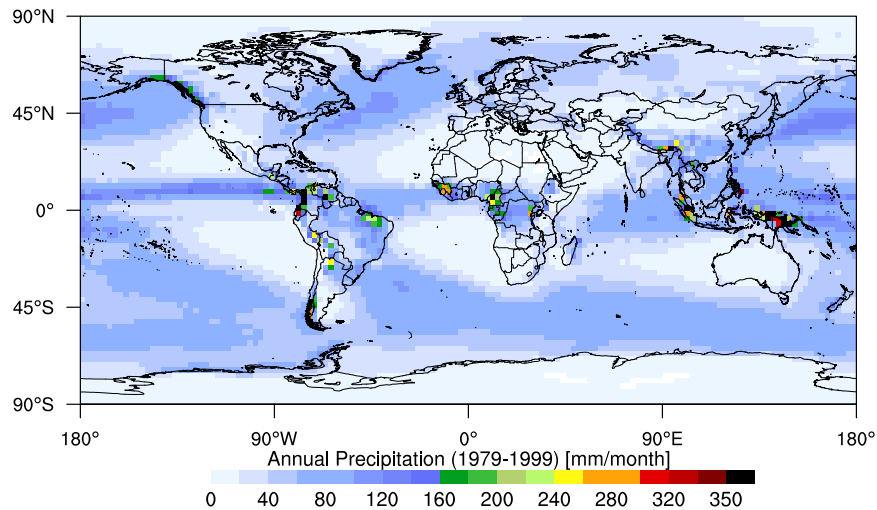 90°N
45°N
0°
45°S
90°S
180° 90°W 0° 90°E 180°
Annual Precipitation (1979-1999) [mm/month]
0 40 80 120 160 200 240 280 320 350